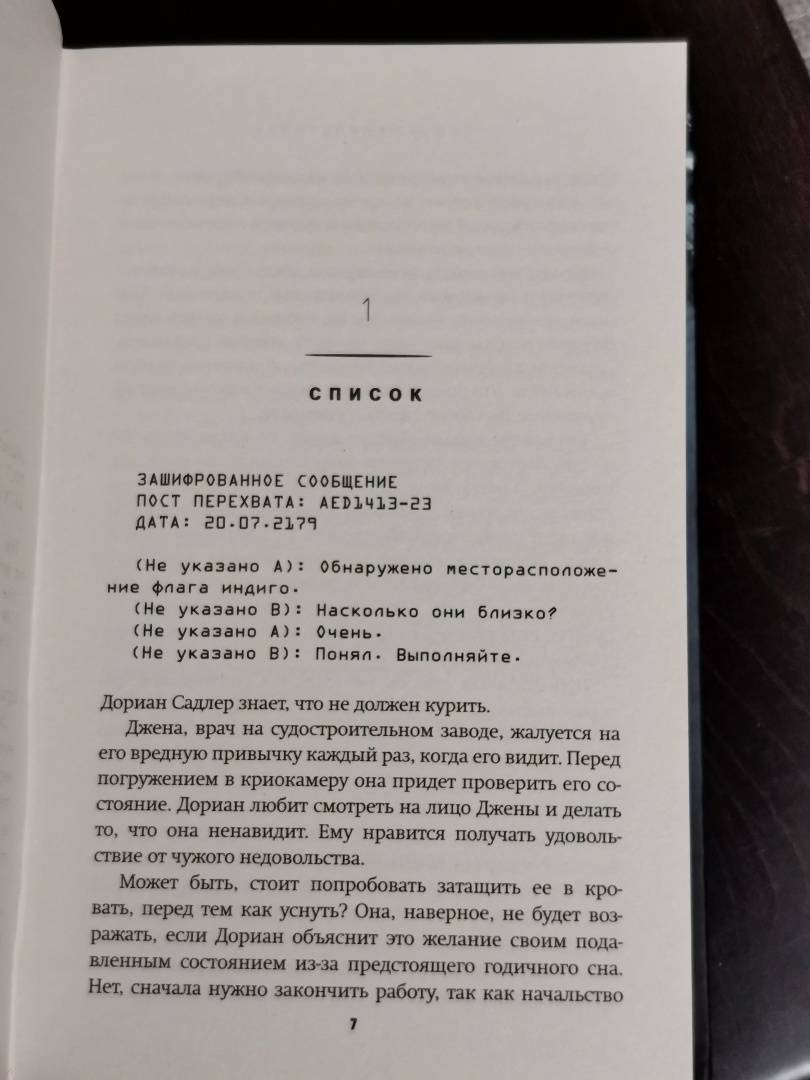 1
СПИСОК
ЗАШИФРОВАННОЕ СООБЩЕНИЕ
ПОСТ ПЕРЕХВАТА: AED1413-23
ДАТА: 20.07.2179
(Не указано А): Обнаружено месторасположе-
ние флага индиго.
(Не указано В): Насколько они близко?
(Не указано А): Очень.
(Не указано В): Понял. Выполняйте.
Дориан Садлер знает, что не должен курить.
Джена, врач на судостроительном заводе, жалуется на
его вредную привычку каждый раз, когда его видит. Перед
погружением в криокамеру она придет проверить его со-
стояние. Дориан любит смотреть на лицо Джены и делать
то, что она ненавидит. Ему нравится получать удоволь-
ствие от чужого недовольства.
Может быть, стоит попробовать затащить ее в кро-
вать, перед тем как уснуть? Она, наверное, не будет воз-
ражать, если Дориан объяснит это желание своим пода-
вленным состоянием из-за предстоящего годичного сна.
Нет, сначала нужно закончить работу, так как начальство
7